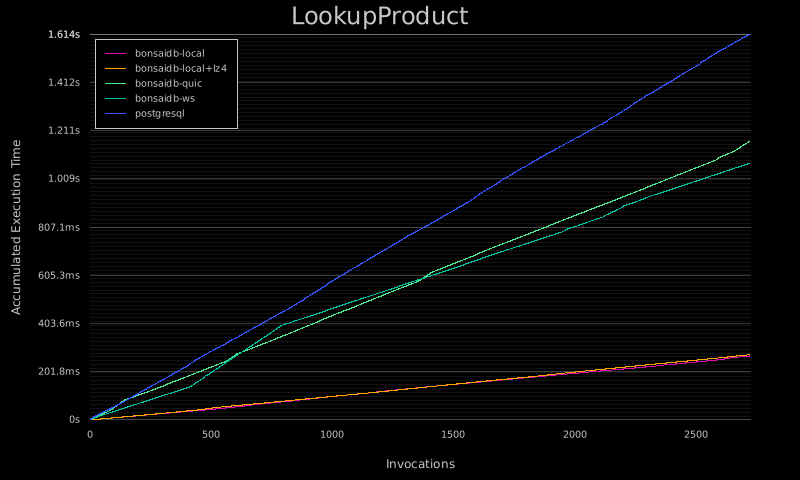 LookupProduct
1.614s
bonsaidb-local
bonsaidb-local+lz4
bonsaidb-quic
bonsaidb-ws
postgresql
1.412s
1.211s
1.009s
807.1ms
605.3ms
403.6ms
201.8ms
0s
Accumulated Execution Time
0 500 1000 1500 2000 2500
Invocations